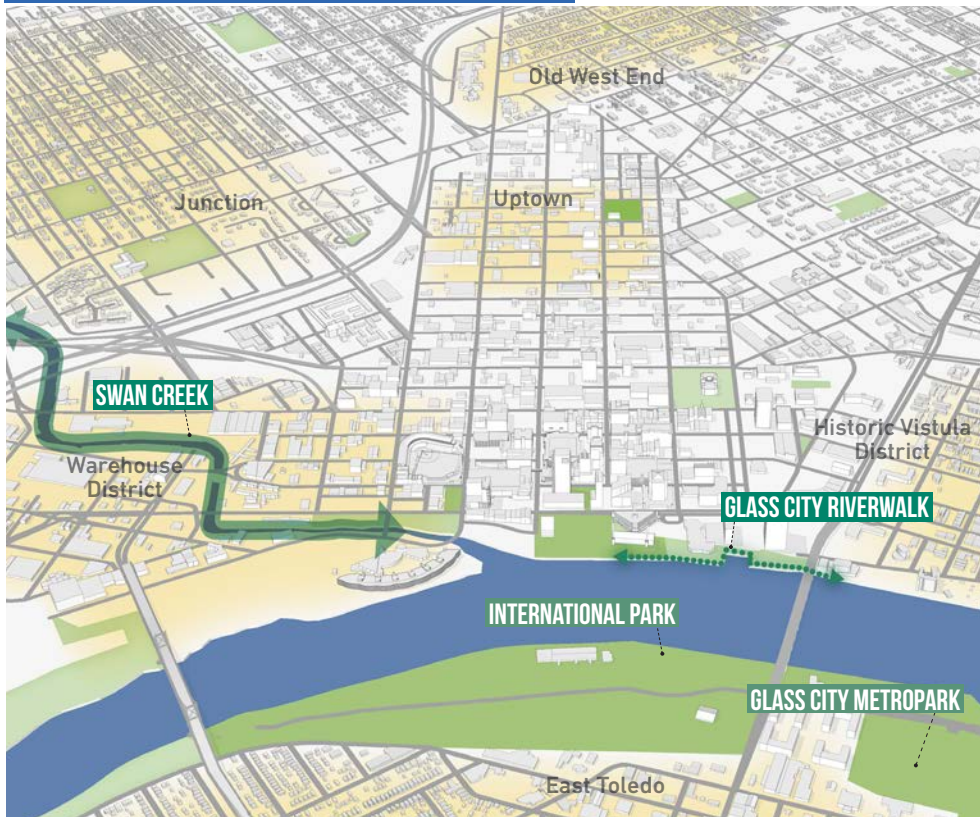 Old West End
Junction
Uptown
SWAN CREEK
Warehouse
District
Historic Vistula
District
GLASS CITY RIVERWALK
INTERNATIONAL PARK
GLASS CITY METROPARK
East Toledo